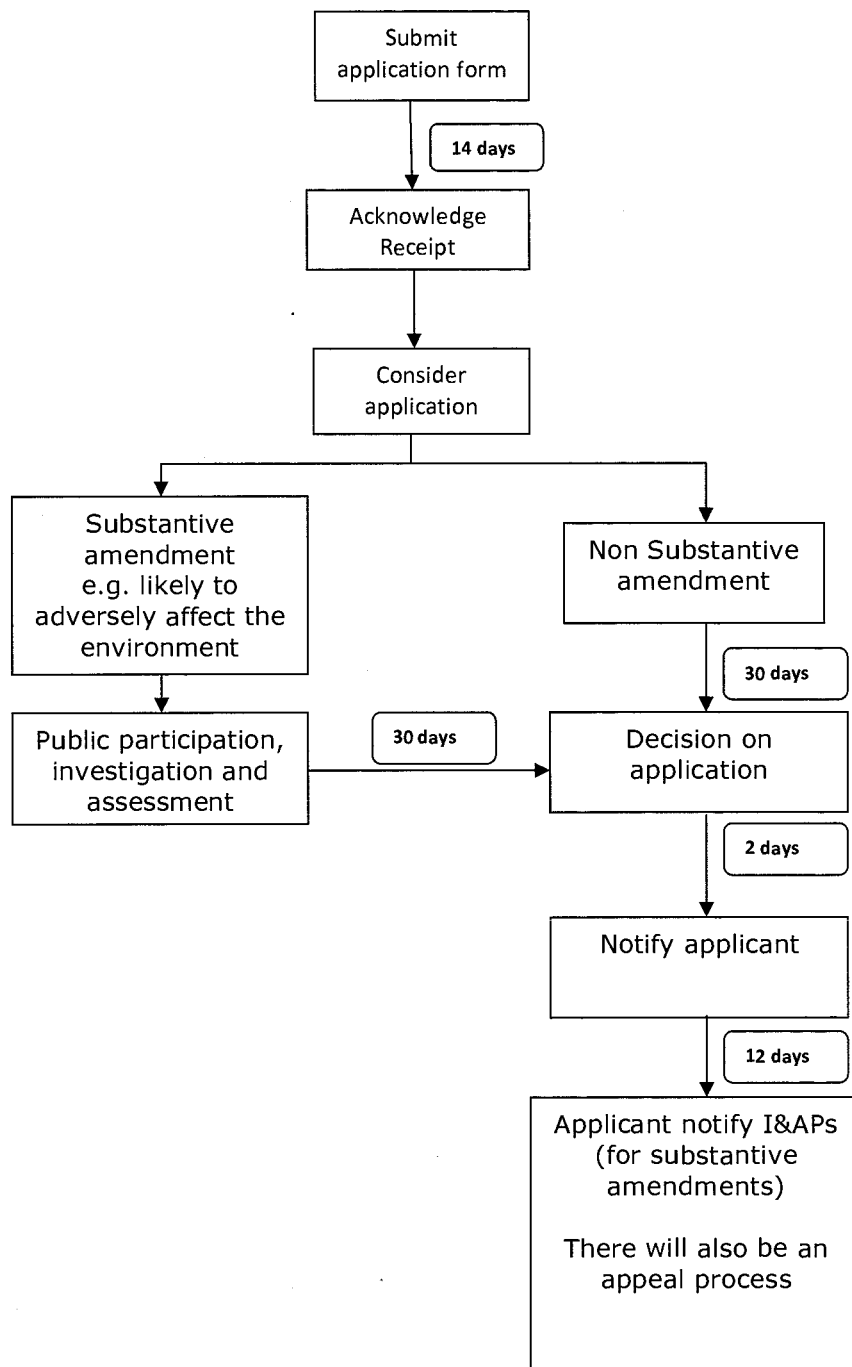 Submit
application form
14 days
Acknowledge
Receipt
Consider
application
Substantive
amendment
e.g. likely to
adversely affect the
environment
Non Substantive
amendment
30 days
Public participation,
investigation and
assessment
30 days
Decision on
application
2 days
Notify applicant
12 days
Applicant notify I&APs
(for substantive
amendments)
There will also be an
appeal process